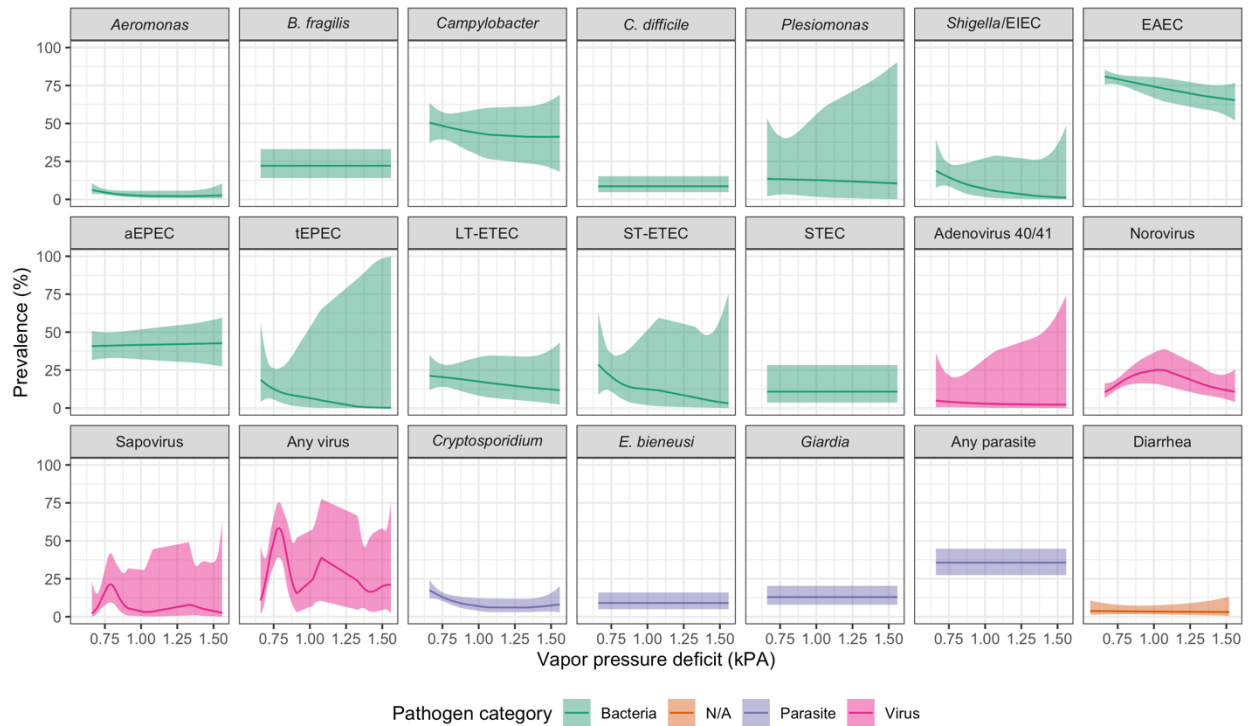 Aeromonas B. fragilis Campylobacter C. difficile Plesiomonas Shigella/EIEC EAEC
100
75
50
25
0
aEPEC tEPEC LT-ETEC ST-ETEC STEC Adenovirus 40/41 Norovirus
100
75
50
25
0
Prevalence (%)
Sapovirus Any virus Cryptosporidium E. bieneusi Giardia Any parasite Diarrhea
100
75
50
25
0
0.75 1.00 1.25 1.50 0.75 1.00 1.25 1.50 0.75 1.00 1.25 1.50 0.75 1.00 1.25 1.50 0.75 1.00 1.25 1.50 0.75 1.00 1.25 1.50 0.75 1.00 1.25 1.50
Vapor pressure deficit (kPA)
Pathogen category Bacteria N/A Parasite Virus